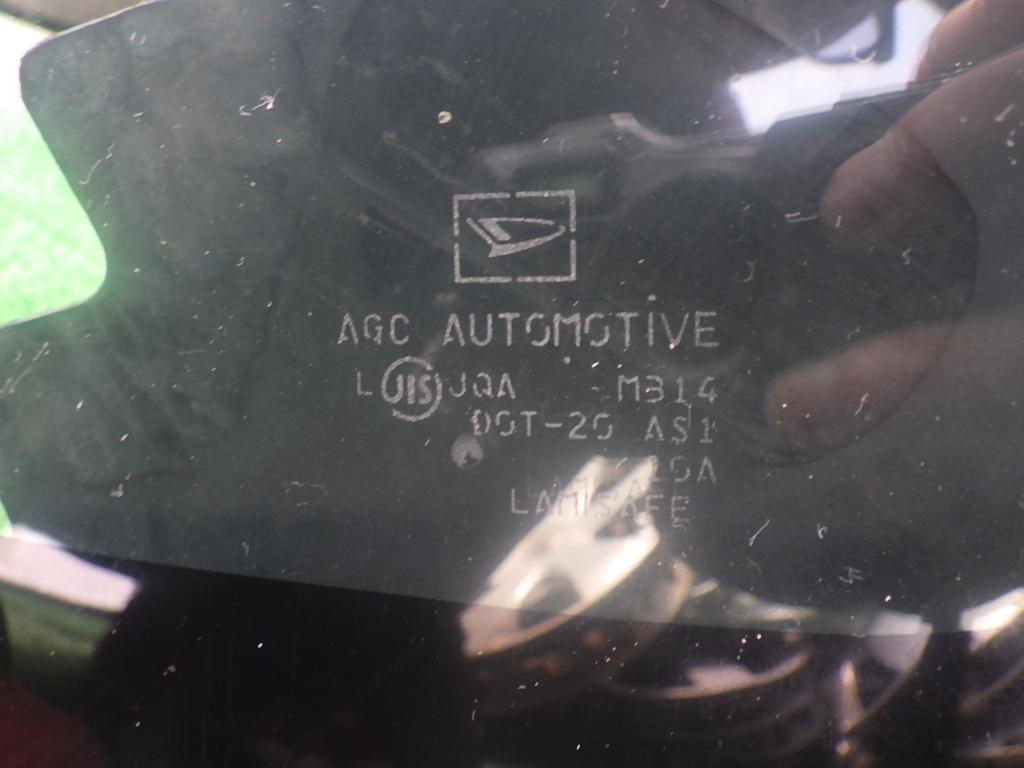 AGC AUTOMOTIVE
L JIS JQA M314
DOT-20 AS1
LAMISAFE